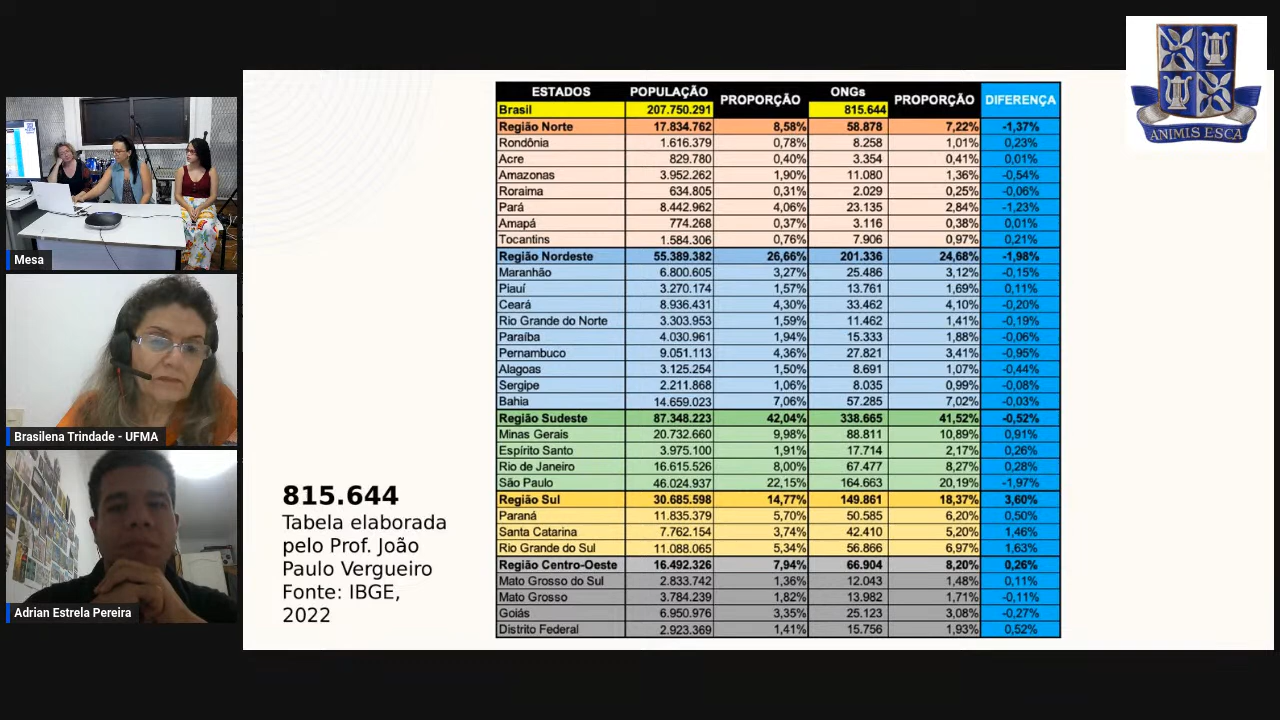 ANIMIS ESCA
Mesa
Brasilena Trindade - UFMA
Adrian Estrela Pereira
815.644
Tabela elaborada
pelo Prof. João
Paulo Vergueiro
Fonte: IBGE,
2022
ESTADOS POPULAÇÃO PROPORÇÃO ONGs PROPORÇÃO DIFERENÇA
Brasil 207.750.291 815.644
Região Norte 17.834.762 8,58% 58.878 7,22% -1,37%
Rondônia 1.616.379 0,78% 8.258 1,01% 0,23%
Acre 829.780 0,40% 3.354 0,41% 0,01%
Amazonas 3.952.262 1,90% 11.080 1,36% -0,54%
Roraima 634.805 0,31% 2.029 0,25% -0,06%
Pará 8.442.962 4,06% 23.135 2,84% -1,23%
Amapá 774.268 0,37% 3.116 0,38% 0,01%
Tocantins 1.584.306 0,76% 7.906 0,97% 0,21%
Região Nordeste 55.389.382 26,66% 201.336 24,68% -1,98%
Maranhão 6.800.605 3,27% 25.486 3,12% -0,15%
Piauí 3.270.174 1,57% 13.761 1,69% 0,11%
Ceará 8.936.431 4,30% 33.462 4,10% -0,20%
Rio Grande do Norte 3.303.953 1,59% 11.462 1,41% -0,19%
Paraíba 4.030.961 1,94% 15.333 1,88% -0,06%
Pernambuco 9.051.113 4,36% 27.821 3,41% -0,95%
Alagoas 3.125.254 1,50% 8.691 1,07% -0,44%
Sergipe 2.211.868 1,06% 8.035 0,99% -0,08%
Bahia 14.659.023 7,06% 57.285 7,02% -0,03%
Região Sudeste 87.348.223 42,04% 338.665 41,52% -0,52%
Minas Gerais 20.732.660 9,98% 88.811 10,89% 0,91%
Espírito Santo 3.975.100 1,91% 17.714 2,17% 0,26%
Rio de Janeiro 16.615.526 8,00% 67.477 8,27% 0,28%
São Paulo 46.024.937 22,15% 164.663 20,19% -1,97%
Região Sul 30.685.598 14,77% 149.861 18,37% 3,60%
Paraná 11.835.379 5,70% 50.585 6,20% 0,50%
Santa Catarina 7.762.154 3,74% 42.410 5,20% 1,46%
Rio Grande do Sul 11.088.065 5,34% 56.866 6,97% 1,63%
Região Centro-Oeste 16.492.326 7,94% 66.904 8,20% 0,26%
Mato Grosso do Sul 2.833.742 1,36% 12.043 1,48% 0,11%
Mato Grosso 3.784.239 1,82% 13.982 1,71% -0,11%
Goiás 6.950.976 3,35% 25.123 3,08% -0,27%
Distrito Federal 2.923.369 1,41% 15.756 1,93% 0,52%